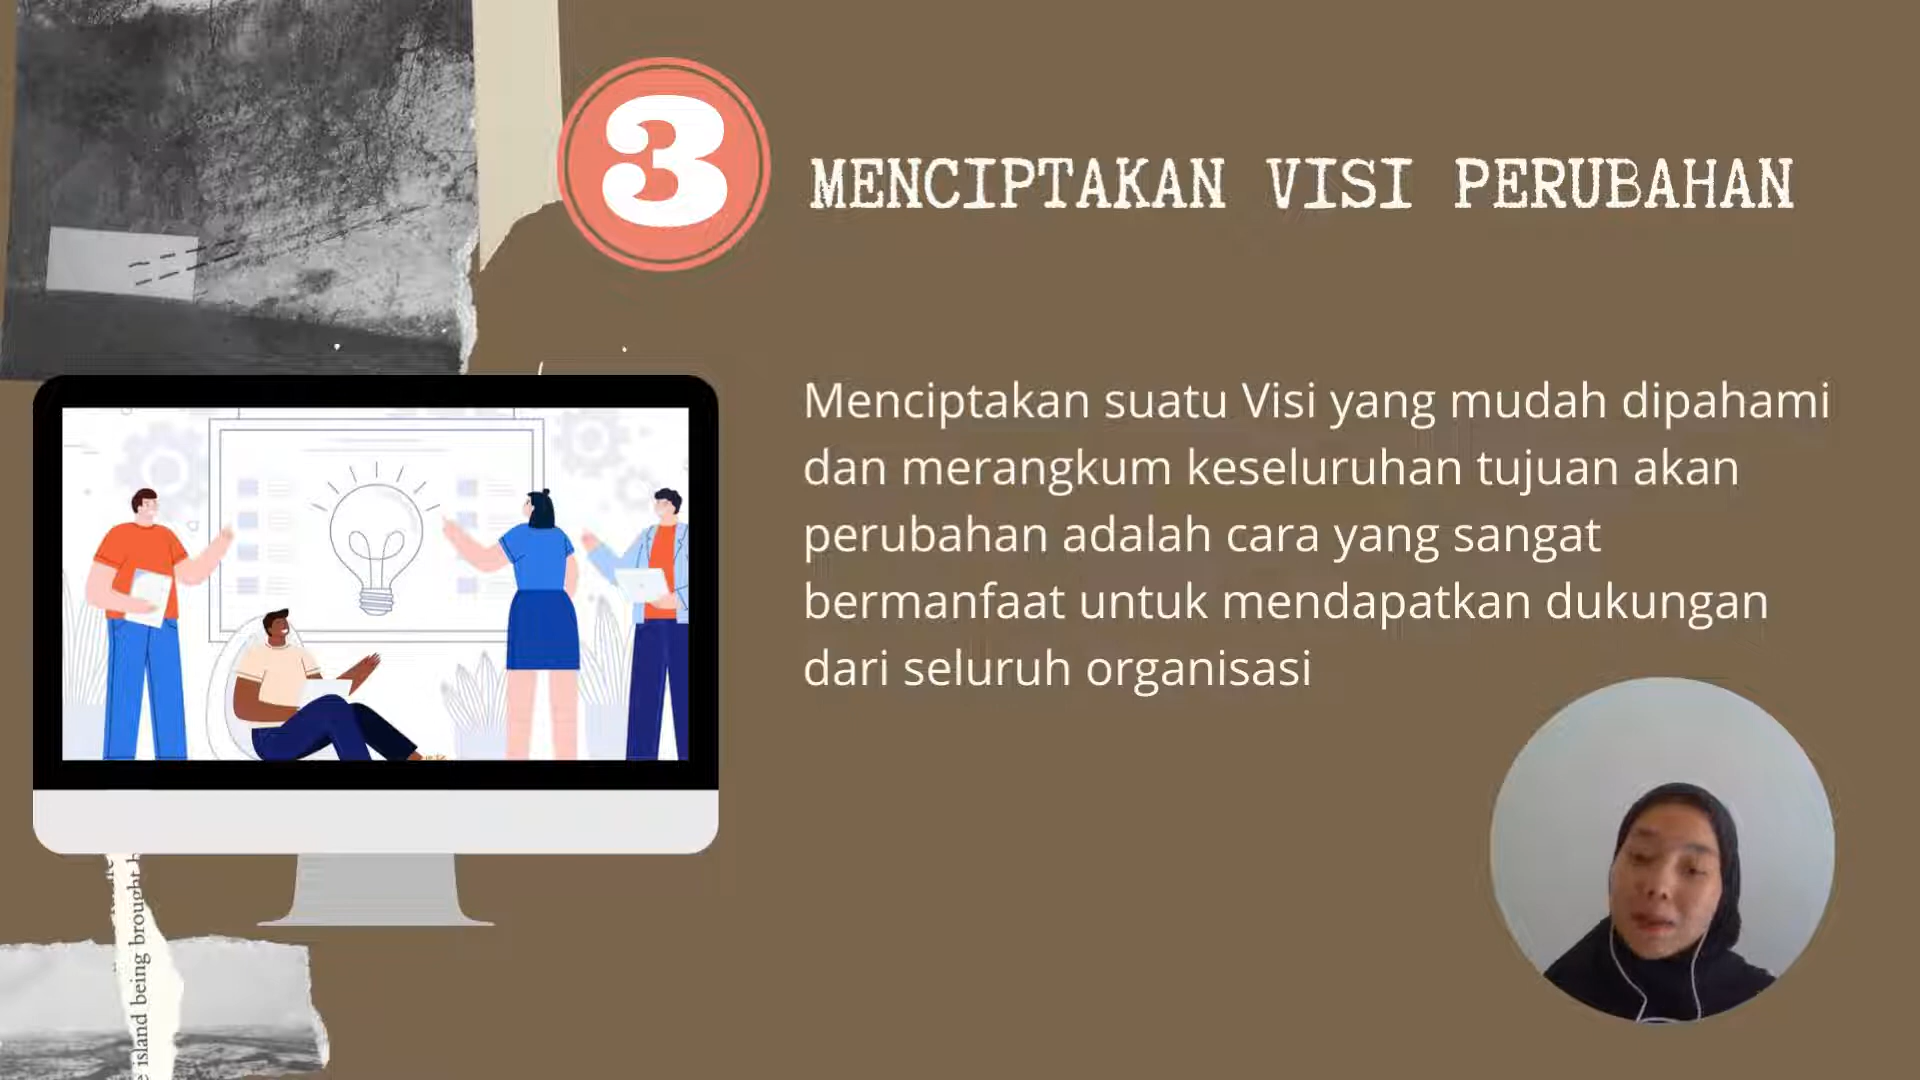 3
MENCIPTAKAN VISI PERUBAHAN
Menciptakan suatu Visi yang mudah dipahami
dan merangkum keseluruhan tujuan akan
perubahan adalah cara yang sangat
bermanfaat untuk mendapatkan dukungan
dari seluruh organisasi
island being brought